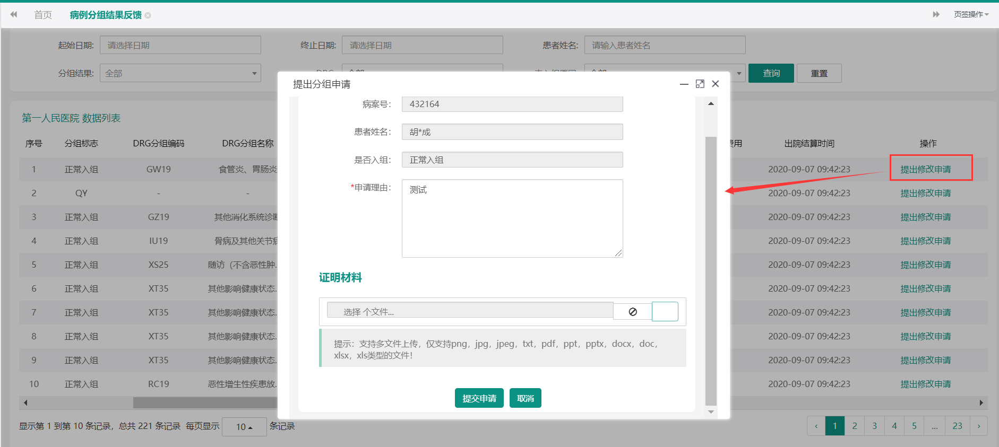 首页 病例分组结果反馈 页签操作
起始日期: 请选择日期 终止日期: 请选择日期 患者姓名: 请输入患者姓名
分组结果: 全部 查询 重置
提出分组申请
病案号： 432164
患者姓名： 胡*成
是否入组： 正常入组
*申请理由： 测试
证明材料
选择 个文件...
提示：支持多文件上传，仅支持png，jpg，jpeg，txt，pdf，ppt，pptx，docx，doc，
xlsx，xls类型的文件！
提交申请 取消
第一人民医院 数据列表
序号 分组标志 DRG分组编码 DRG分组名称 费用 出院结算时间 操作
1 正常入组 GW19 食管炎、胃肠炎 2020-09-07 09:42:23 提出修改申请
2 QY - - 2020-09-07 09:42:23 提出修改申请
3 正常入组 GZ19 其他消化系统诊断 2020-09-07 09:42:23 提出修改申请
4 正常入组 IU19 骨病及其他关节病 2020-09-07 09:42:23 提出修改申请
5 正常入组 XS25 随访（不含恶性肿... 2020-09-07 09:42:23 提出修改申请
6 正常入组 XT35 其他影响健康状态... 2020-09-07 09:42:23 提出修改申请
7 正常入组 XT35 其他影响健康状态... 2020-09-07 09:42:23 提出修改申请
8 正常入组 XT35 其他影响健康状态... 2020-09-07 09:42:23 提出修改申请
9 正常入组 XT35 其他影响健康状态... 2020-09-07 09:42:23 提出修改申请
10 正常入组 RC19 恶性增生性疾患放... 2020-09-07 09:42:23 提出修改申请
显示第 1 到第 10 条记录，总共 221 条记录 每页显示 10 条记录
‹ 1 2 3 4 5 ... 23 ›